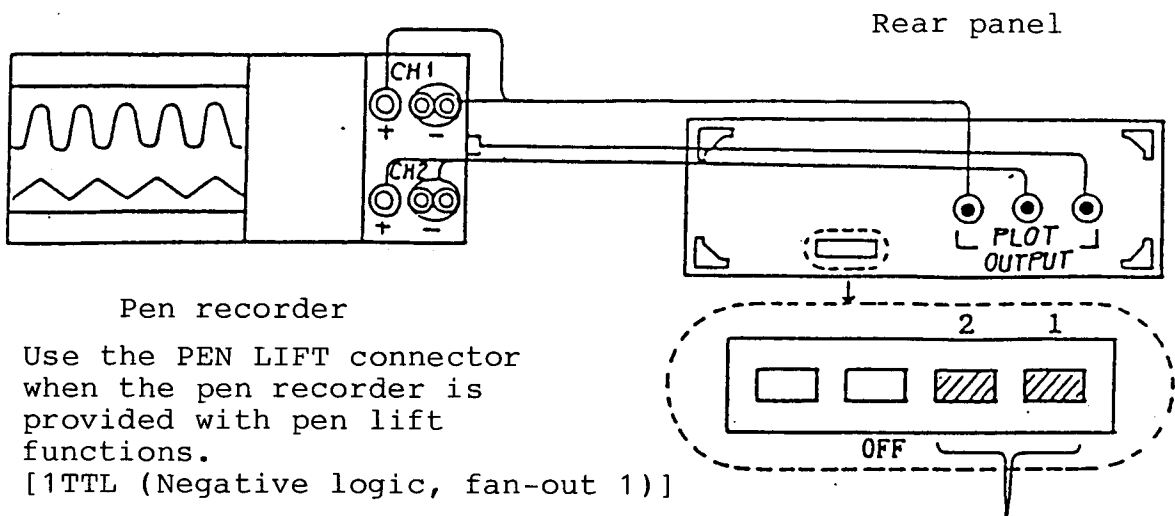 Rear panel
CH1
+ -
CH2
+ -
PLOT
OUTPUT
Pen recorder
Use the PEN LIFT connector
when the pen recorder is
provided with pen lift
functions.
[1TTL (Negative logic, fan-out 1)]
2 1
OFF